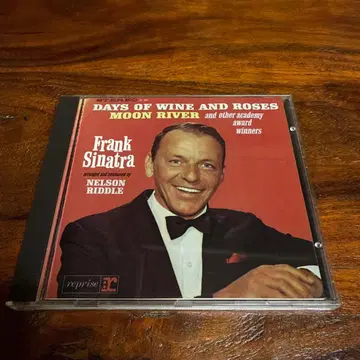 STEREO
DAYS OF WINE AND ROSES
MOON RIVER and other academy
award
winners
Frank
Sinatra
arranged and conducted by
NELSON
RIDDLE
reprise